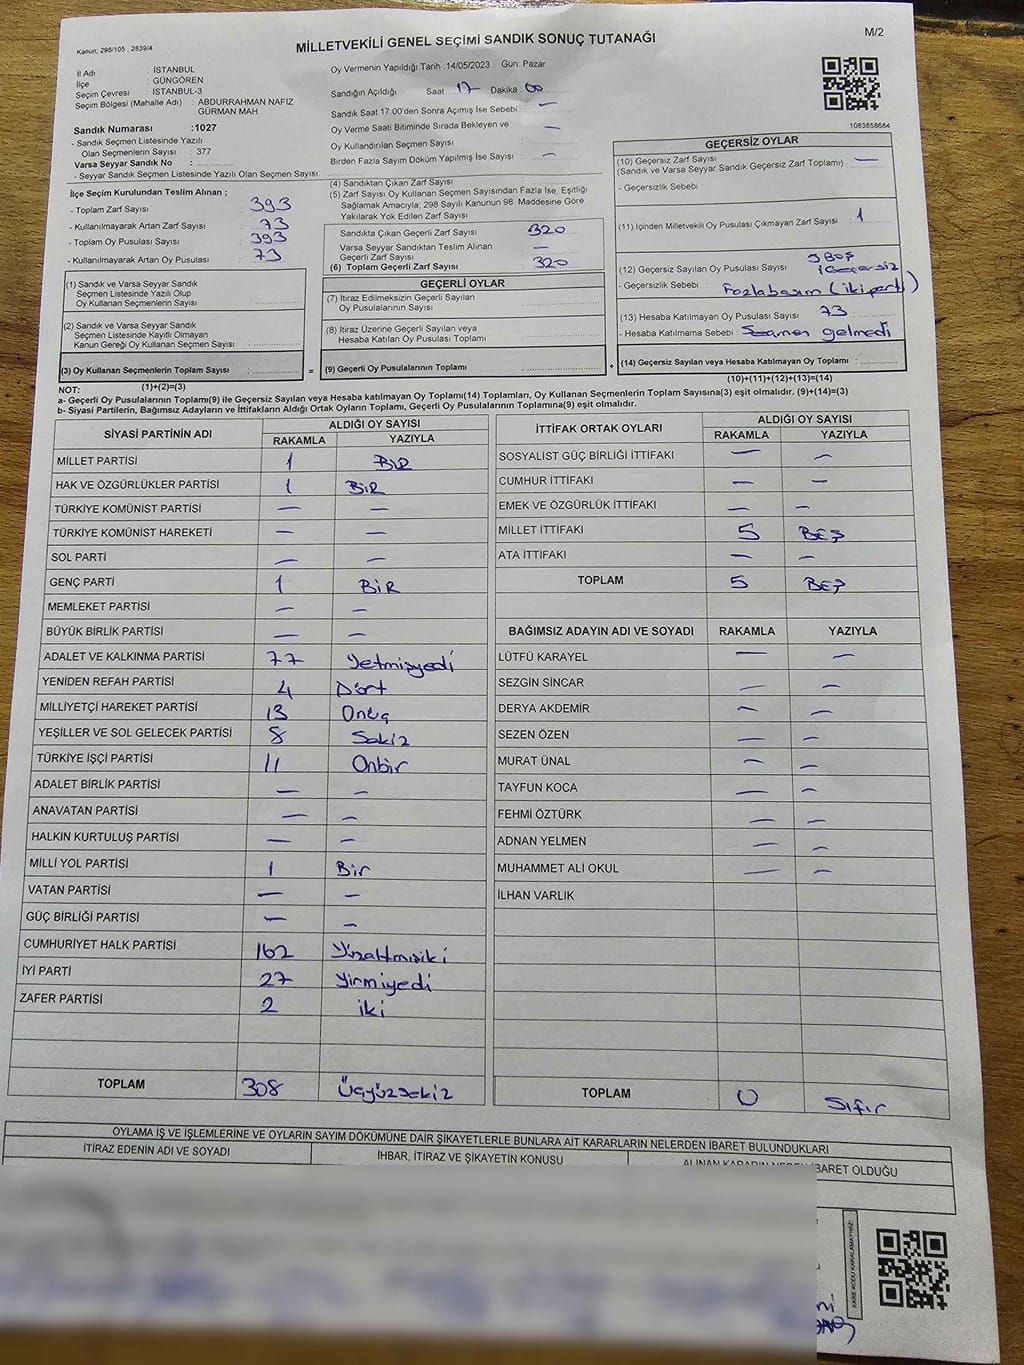 Kanun; 298/105 , 2839/4
MİLLETVEKİLİ GENEL SEÇİMİ SANDIK SONUÇ TUTANAĞI
M/2
İl Adı : İSTANBUL
İlçe : GÜNGÖREN
Seçim Çevresi : İSTANBUL-3
Seçim Bölgesi (Mahalle Adı) : ABDURRAHMAN NAFIZ
GÜRMAN MAH
Sandık Numarası :1027
- Sandık Seçmen Listesinde Yazılı
Olan Seçmenlerin Sayısı : 377
Varsa Seyyar Sandık No :
- Seyyar Sandık Seçmen Listesinde Yazılı Olan Seçmen Sayısı:
Oy Vermenin Yapıldığı Tarih :14/05/2023 Gün: Pazar
Sandığın Açıldığı Saat 17 Dakika: 00
Sandık Saat 17.00'den Sonra Açımış İse Sebebi : —
Oy Verme Saati Bitiminde Sırada Bekleyen ve
Oy Kullandırılan Seçmen Sayısı : —
Birden Fazla Sayım Döküm Yapılmış İse Sayısı : —
1083858684
İlçe Seçim Kurulundan Teslim Alınan ;
- Toplam Zarf Sayısı : 393
- Kullanılmayarak Artan Zarf Sayısı : 73
- Toplam Oy Pusulası Sayısı : 393
- Kullanılmayarak Artan Oy Pusulası : 73
(4) Sandıktan Çıkan Zarf Sayısı :
(5) Zarf Sayısı Oy Kullanan Seçmen Sayısından Fazla İse, Eşitliği
Sağlamak Amacıyla; 298 Sayılı Kanunun 98. Maddesine Göre
Yakılarak Yok Edilen Zarf Sayısı :
Sandıkta Çıkan Geçerli Zarf Sayısı : 320
Varsa Seyyar Sandıktan Teslim Alınan
Geçerli Zarf Sayısı : —
(6) Toplam Geçerli Zarf Sayısı : 320
GEÇERSİZ OYLAR
(10) Geçersiz Zarf Sayısı : —
(Sandık ve Varsa Seyyar Sandık Geçersiz Zarf Toplamı)
- Geçersizlik Sebebi :
(11) İçinden Milletvekili Oy Pusulası Çıkmayan Zarf Sayısı : 1
(12) Geçersiz Sayılan Oy Pusulası Sayısı : 5 Boş
1 Geçersiz
- Geçersizlik Sebebi : Fazlabasım (iki parti)
(13) Hesaba Katılmayan Oy Pusulası Sayısı : 73
- Hesaba Katılmama Sebebi : gelmedi
(14) Geçersiz Sayılan veya Hesaba Katılmayan Oy Toplamı :
(1) Sandık ve Varsa Seyyar Sandık
Seçmen Listesinde Yazılı Olup
Oy Kullanan Seçmenlerin Sayısı :
(2) Sandık ve Varsa Seyyar Sandık
Seçmen Listesinde Kayıtlı Olmayan
Kanun Gereği Oy Kullanan Seçmen Sayısı :
(3) Oy Kullanan Seçmenlerin Toplam Sayısı :
=
GEÇERLİ OYLAR
(7) İtiraz Edilmeksizin Geçerli Sayılan
Oy Pusulasının Sayısı :
(8) İtiraz Üzerine Geçerli Sayılan veya
Hesaba Katılan Oy Pusulası Toplamı :
(9) Geçerli Oy Pusulalarının Toplamı :
+
NOT: (1)+(2)=(3)
(10)+(11)+(12)+(13)=(14)
a- Geçerli Oy Pusulaların Toplamı(9) ile Geçersiz Sayılan veya Hesaba katılmayan Oy Toplamı(14) Toplamları, Oy Kullanan Seçmenlerin Toplam Sayısına(3) eşit olmalıdır. (9)+(14)=(3)
b- Siyasi Partilerin, Bağımsız Adayların ve İttifakların Aldığı Ortak Oyların Toplamı, Geçerli Oy Pusulalarının Toplamına(9) eşit olmalıdır.
SİYASİ PARTİNİN ADI ALDIĞI OY SAYISI
RAKAMLA YAZIYLA
MİLLET PARTİSİ 1 BİR
HAK VE ÖZGÜRLÜKLER PARTİSİ 1 BİR
TÜRKİYE KOMÜNİST PARTİSİ — —
TÜRKİYE KOMÜNİST HAREKETİ — —
SOL PARTİ — —
GENÇ PARTİ 1 BİR
MEMLEKET PARTİSİ — —
BÜYÜK BİRLİK PARTİSİ — —
ADALET VE KALKINMA PARTİSİ 77 Yetmişyedi
YENİDEN REFAH PARTİSİ 4 Dört
MİLLİYETÇİ HAREKET PARTİSİ 13 Onüç
YEŞİLLER VE SOL GELECEK PARTİSİ 8 Sekiz
TÜRKİYE İŞÇİ PARTİSİ 11 Onbir
ADALET BİRLİK PARTİSİ — —
ANAVATAN PARTİSİ — —
HALKIN KURTULUŞ PARTİSİ — —
MİLLİ YOL PARTİSİ 1 Bir
VATAN PARTİSİ — —
GÜÇ BİRLİĞİ PARTİSİ — —
CUMHURİYET HALK PARTİSİ 162 Yüzaltmışiki
İYİ PARTİ 27 Yirmiyedi
ZAFER PARTİSİ 2 iki
TOPLAM 308 Üçyüzsekiz
İTTİFAK ORTAK OYLARI ALDIĞI OY SAYISI
RAKAMLA YAZIYLA
SOSYALIST GÜÇ BİRLİĞİ İTTİFAKI — —
CUMHUR İTTİFAKI — —
EMEK VE ÖZGÜRLÜK İTTİFAKI — —
MİLLET İTTİFAKI 5 BEŞ
ATA İTTİFAKI — —
TOPLAM 5 BEŞ
BAĞIMSIZ ADAYIN ADI VE SOYADI RAKAMLA YAZIYLA
LÜTFÜ KARAYEL — —
SEZGİN SİNCAR — —
DERYA AKDEMİR — —
SEZEN ÖZEN — —
MURAT ÜNAL — —
TAYFUN KOCA — —
FEHMİ ÖZTÜRK — —
ADNAN YELMEN — —
MUHAMMET ALİ OKUL — —
İLHAN VARLIK
TOPLAM 0 Sıfır
OYLAMA İŞ VE İŞLEMLERİNE VE OYLARIN SAYIM DÖKÜMÜNE DAİR ŞİKAYETLERLE BUNLARA AİT KARARLARIN NELERDEN İBARET BULUNDUKLARI
İTİRAZ EDENİN ADI VE SOYADI İHBAR, İTİRAZ VE ŞİKAYETİN KONUSU ALINAN KARARIN NEDEN İBARET OLDUĞU
KARE KODU KARALAMAYINIZ!